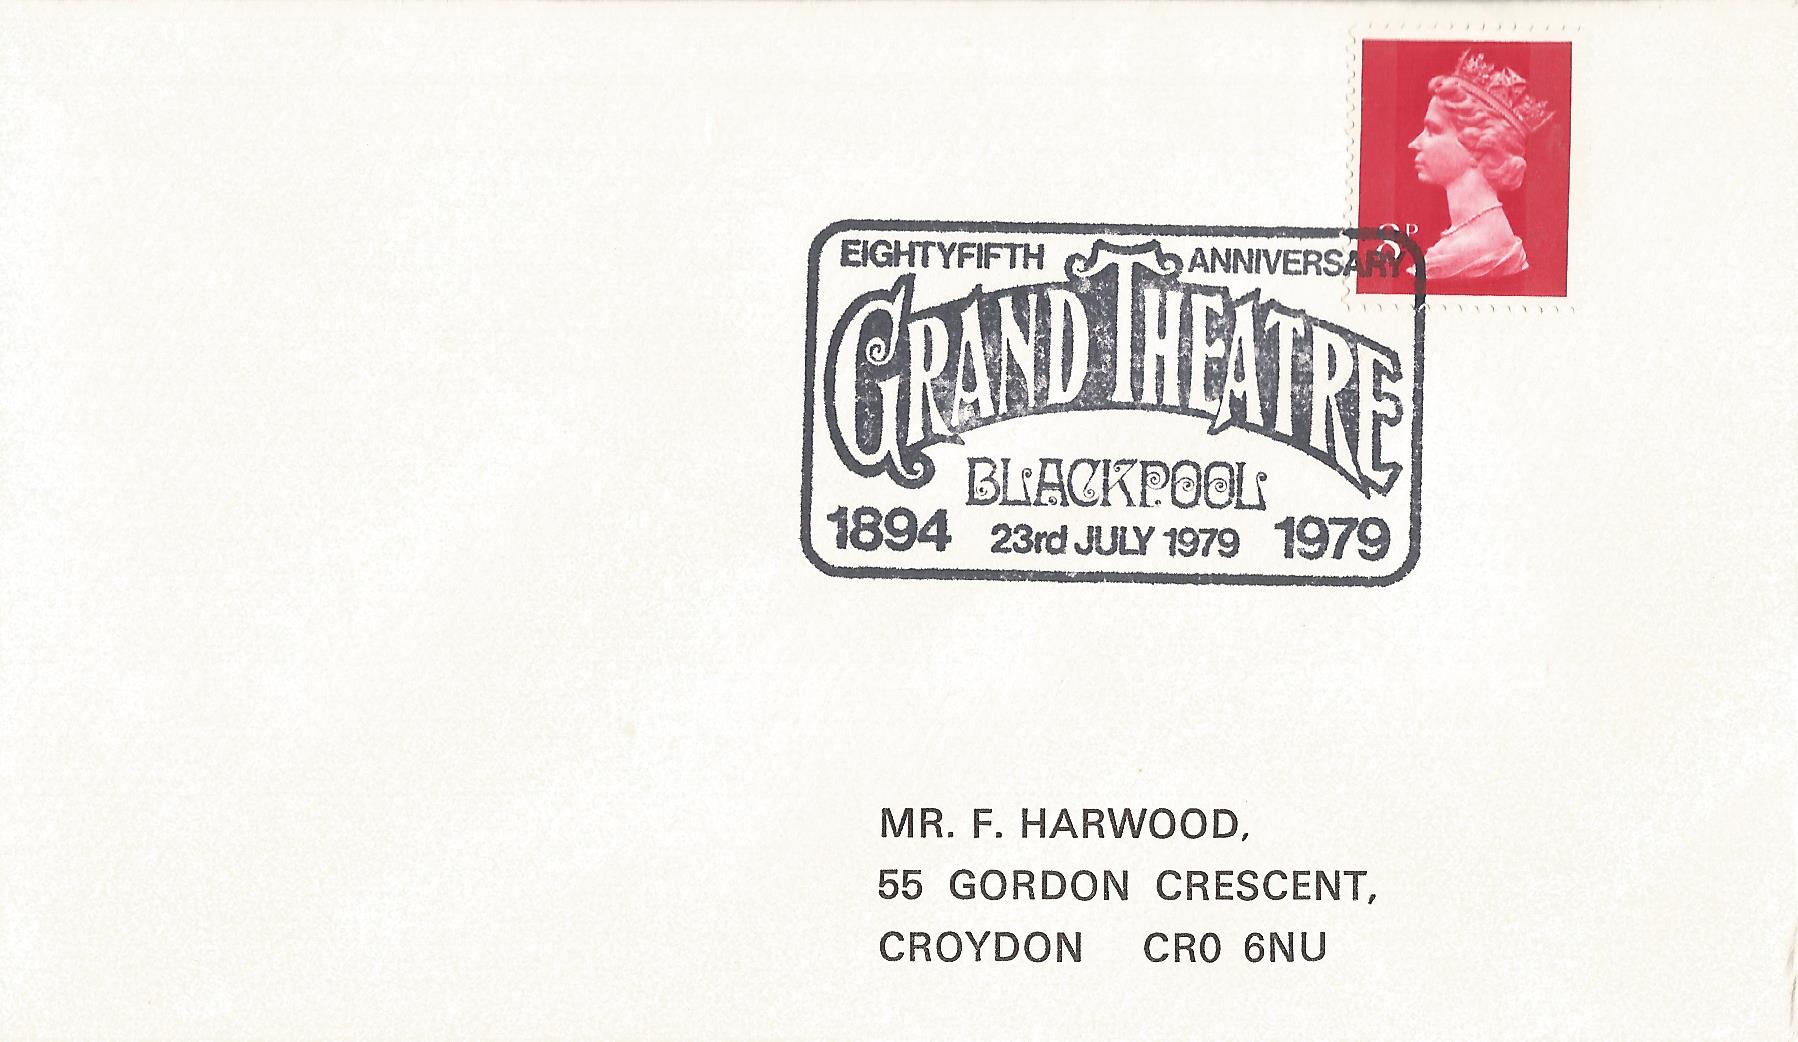 8P
EIGHTYFIFTH ANNIVERSARY
GRAND THEATRE
BLACKPOOL
1894 23rd JULY 1979 1979
MR. F. HARWOOD,
55 GORDON CRESCENT,
CROYDON CR0 6NU